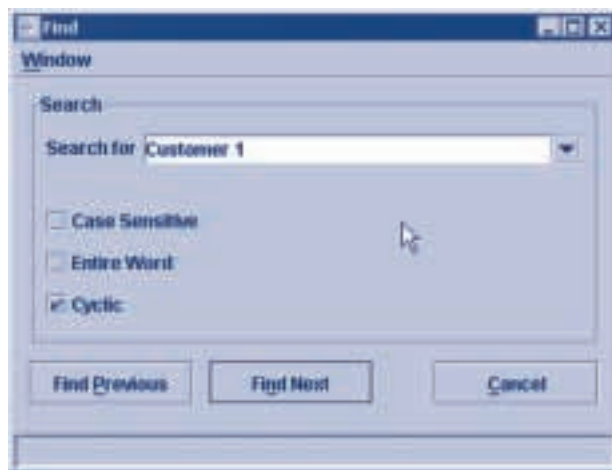 Find
Window
Search
Search for Customer 1
Case Sensitive
Entire Word
Cyclic
Find Previous Find Next Cancel